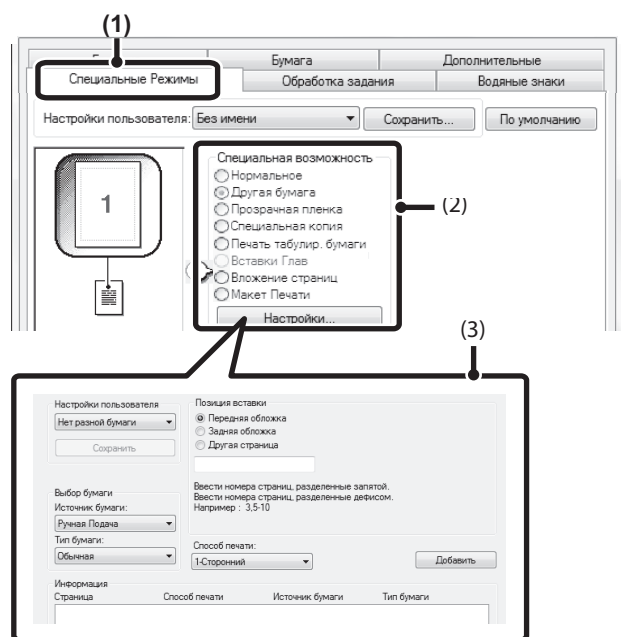 (1)
Бумага
Дополнительные
Специальные Режимы
Обработка задания
Водяные знаки
Настройки пользователя:
Без имени
Сохранить...
По умолчанию
1
Специальная возможность
Нормальное
Другая бумага
Прозрачная пленка
Специальная копия
Печать табулир. бумаги
Вставки Глав
Вложение страниц
Макет Печати
Настройки...
(2)
(3)
Настройки пользователя
Нет разной бумаги
Сохранить
Позиция вставки
Передняя обложка
Задняя обложка
Другая страница
Ввести номера страниц, разделенные запятой.
Ввести номера страниц, разделенные дефисом.
Например : 3,5-10
Выбор бумаги
Источник бумаги:
Ручная Подача
Тип бумаги:
Обычная
Способ печати:
1-Сторонний
Добавить
Информация
Страница
Способ печати
Источник бумаги
Тип бумаги